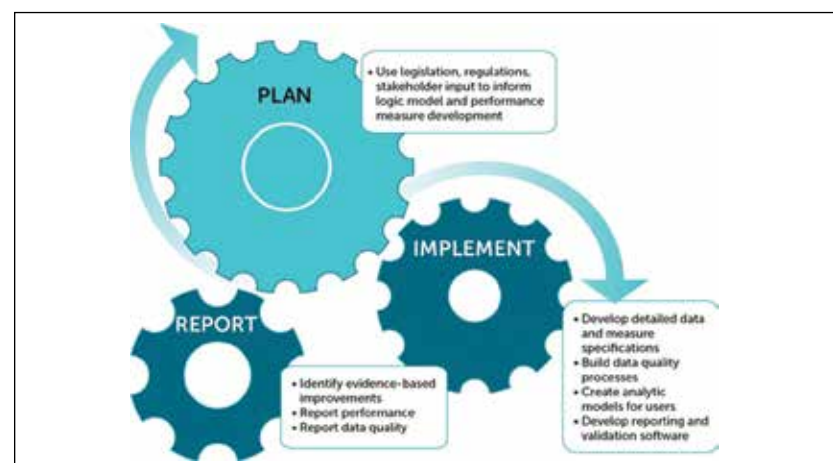 PLAN
• Use legislation, regulations,
stakeholder input to inform
logic model and performance
measure development
IMPLEMENT
• Develop detailed data
and measure
specifications
• Build data quality
processes
• Create analytic
models for users
• Develop reporting and
validation software
REPORT
• Identify evidence-based
improvements
• Report performance
• Report data quality